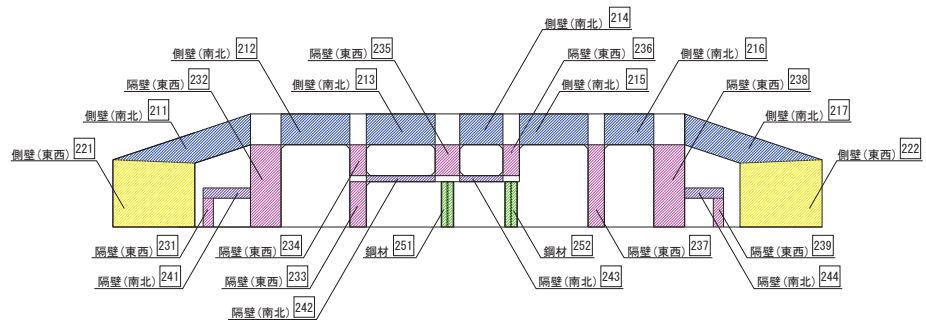 側壁(南北) 214
側壁(南北) 212
隔壁(東西) 235
隔壁(東西) 236
側壁(南北) 216
隔壁(東西) 232
側壁(南北) 213
側壁(南北) 215
隔壁(東西) 238
側壁(南北) 211
側壁(南北) 217
側壁(東西) 221
側壁(東西) 222
隔壁(東西) 231
隔壁(東西) 234
鋼材 251
鋼材 252
隔壁(東西) 237
隔壁(東西) 239
隔壁(南北) 241
隔壁(東西) 233
隔壁(南北) 243
隔壁(南北) 244
隔壁(南北) 242